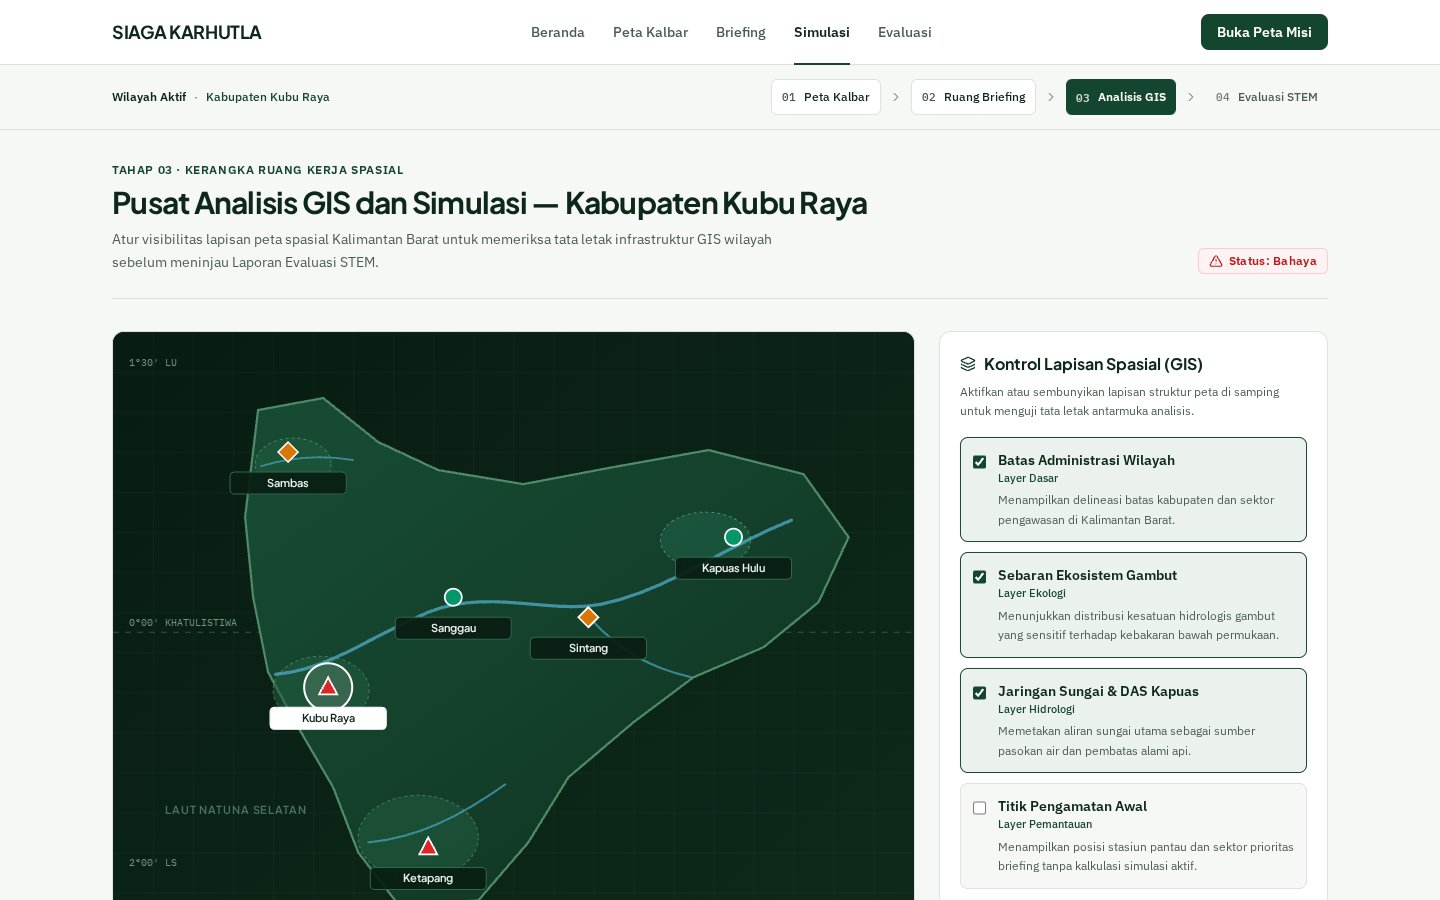 SIAGA KARHUTLA
Beranda
Peta Kalbar
Briefing
Simulasi
Evaluasi
Buka Peta Misi
Wilayah Aktif · Kabupaten Kubu Raya
01 Peta Kalbar
02 Ruang Briefing
03 Analisis GIS
04 Evaluasi STEM
TAHAP 03 · KERANGKA RUANG KERJA SPASIAL
Pusat Analisis GIS dan Simulasi — Kabupaten Kubu Raya
Atur visibilitas lapisan peta spasial Kalimantan Barat untuk memeriksa tata letak infrastruktur GIS wilayah
sebelum meninjau Laporan Evaluasi STEM.
Status: Bahaya
1°30′ LU
Sambas
Kapuas Hulu
0°00′ KHATULISTIWA
Sanggau
Sintang
Kubu Raya
LAUT NATUNA SELATAN
2°00′ LS
Ketapang
Kontrol Lapisan Spasial (GIS)
Aktifkan atau sembunyikan lapisan struktur peta di samping
untuk menguji tata letak antarmuka analisis.
Batas Administrasi Wilayah
Layer Dasar
Menampilkan delineasi batas kabupaten dan sektor
pengawasan di Kalimantan Barat.
Sebaran Ekosistem Gambut
Layer Ekologi
Menunjukkan distribusi kesatuan hidrologis gambut
yang sensitif terhadap kebakaran bawah permukaan.
Jaringan Sungai & DAS Kapuas
Layer Hidrologi
Memetakan aliran sungai utama sebagai sumber
pasokan air dan pembatas alami api.
Titik Pengamatan Awal
Layer Pemantauan
Menampilkan posisi stasiun pantau dan sektor prioritas
briefing tanpa kalkulasi simulasi aktif.